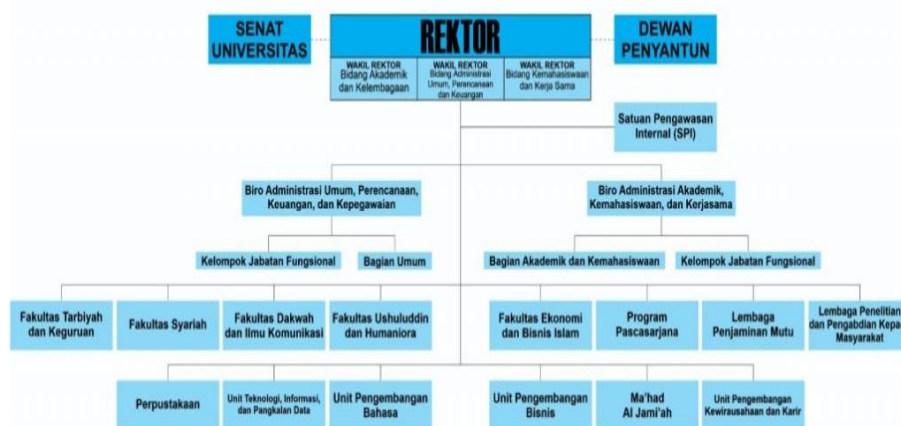 SENAT
UNIVERSITAS
REKTOR
DEWAN
PENYANTUN
WAKIL REKTOR
Bidang Akademik
dan Kelembagaan
WAKIL REKTOR
Bidang Administrasi
Umum, Perencanaan
dan Keuangan
WAKIL REKTOR
Bidang Kemahasiswaan
dan Kerja Sama
Satuan Pengawasan
Internal (SPI)
Biro Administrasi Umum, Perencanaan,
Keuangan, dan Kepegawaian
Biro Administrasi Akademik,
Kemahasiswaan, dan Kerjasama
Kelompok Jabatan Fungsional
Bagian Umum
Bagian Akademik dan Kemahasiswaan
Kelompok Jabatan Fungsional
Fakultas Tarbiyah
dan Keguruan
Fakultas Syariah
Fakultas Dakwah
dan Ilmu Komunikasi
Fakultas Ushuluddin
dan Humaniora
Fakultas Ekonomi
dan Bisnis Islam
Program
Pascasarjana
Lembaga
Penjaminan Mutu
Lembaga Penelitian
dan Pengabdian Kepada
Masyarakat
Perpustakaan
Unit Teknologi, Informasi,
dan Pangkalan Data
Unit Pengembangan
Bahasa
Unit Pengembangan
Bisnis
Ma'had
Al Jami'ah
Unit Pengembangan
Kewirausahaan dan Karir